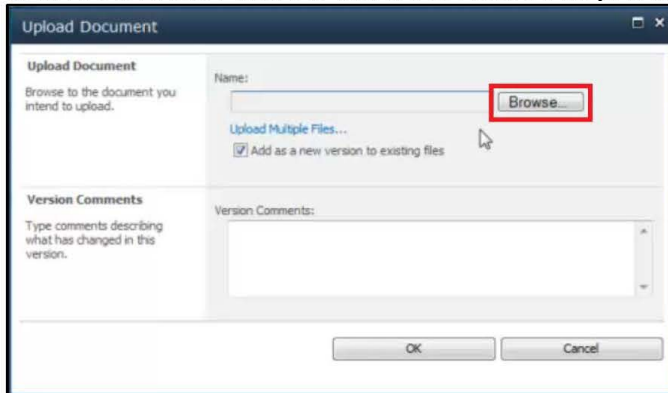 Upload Document
Upload Document
Browse to the document you
intend to upload.
Name:
Browse...
Upload Multiple Files...
Add as a new version to existing files
Version Comments
Type comments describing
what has changed in this
version.
Version Comments:
OK
Cancel